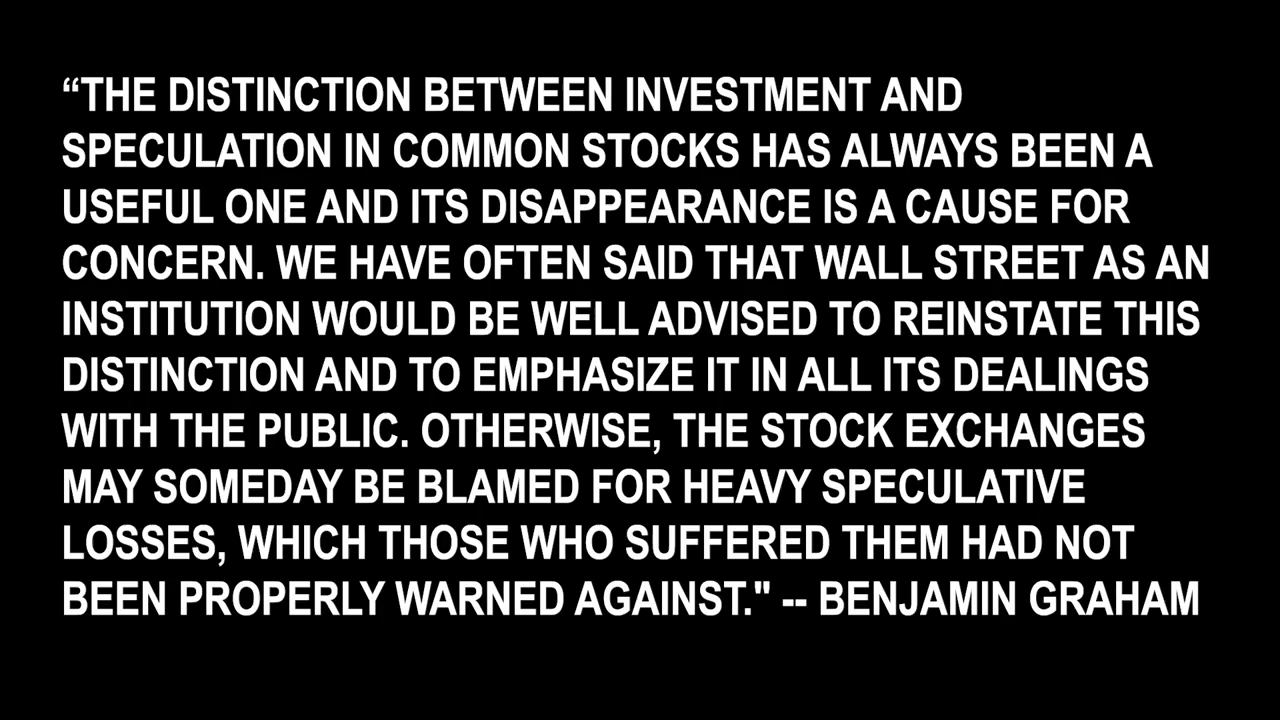 “THE DISTINCTION BETWEEN INVESTMENT AND
SPECULATION IN COMMON STOCKS HAS ALWAYS BEEN A
USEFUL ONE AND ITS DISAPPEARANCE IS A CAUSE FOR
CONCERN. WE HAVE OFTEN SAID THAT WALL STREET AS AN
INSTITUTION WOULD BE WELL ADVISED TO REINSTATE THIS
DISTINCTION AND TO EMPHASIZE IT IN ALL ITS DEALINGS
WITH THE PUBLIC. OTHERWISE, THE STOCK EXCHANGES
MAY SOMEDAY BE BLAMED FOR HEAVY SPECULATIVE
LOSSES, WHICH THOSE WHO SUFFERED THEM HAD NOT
BEEN PROPERLY WARNED AGAINST." -- BENJAMIN GRAHAM